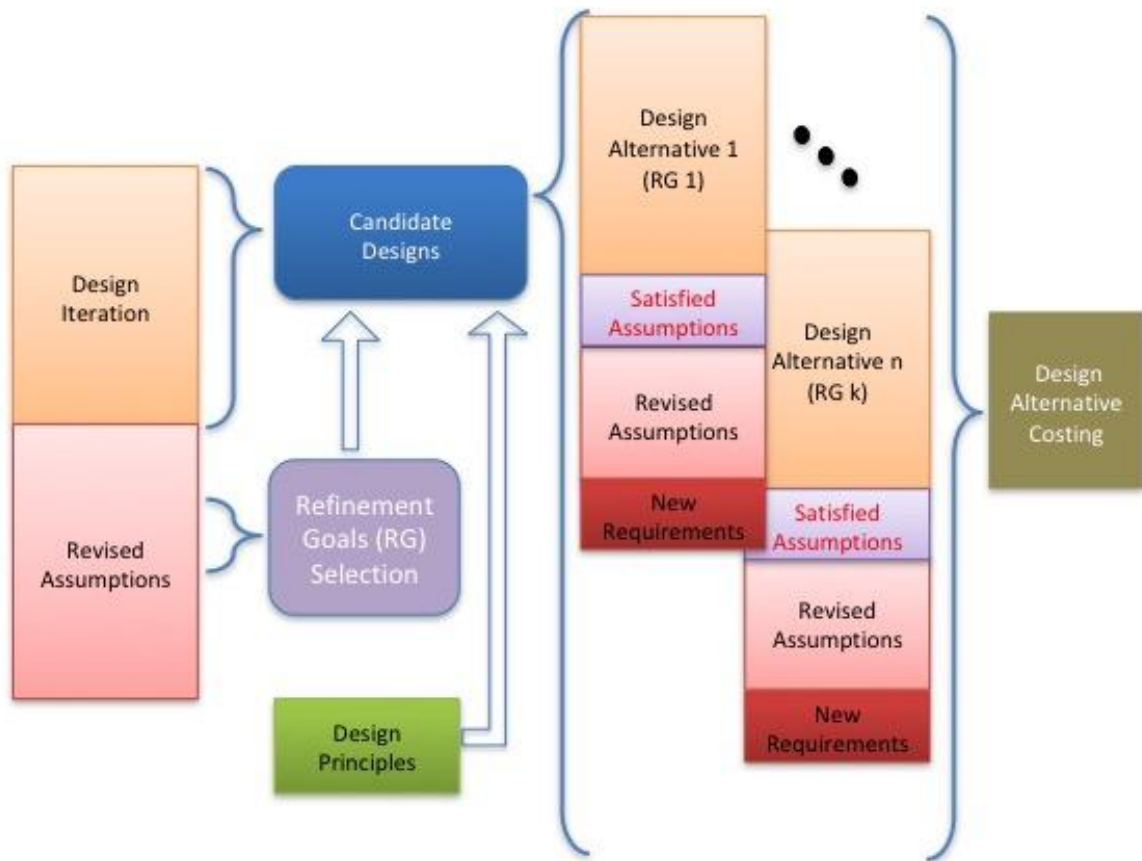 Design
Iteration
Revised
Assumptions
Candidate
Designs
Refinement
Goals (RG)
Selection
Design
Principles
Design
Alternative 1
(RG 1)
Satisfied
Assumptions
Revised
Assumptions
New
Requirements
Design
Alternative n
(RG k)
Satisfied
Assumptions
Revised
Assumptions
New
Requirements
Design
Alternative
Costing